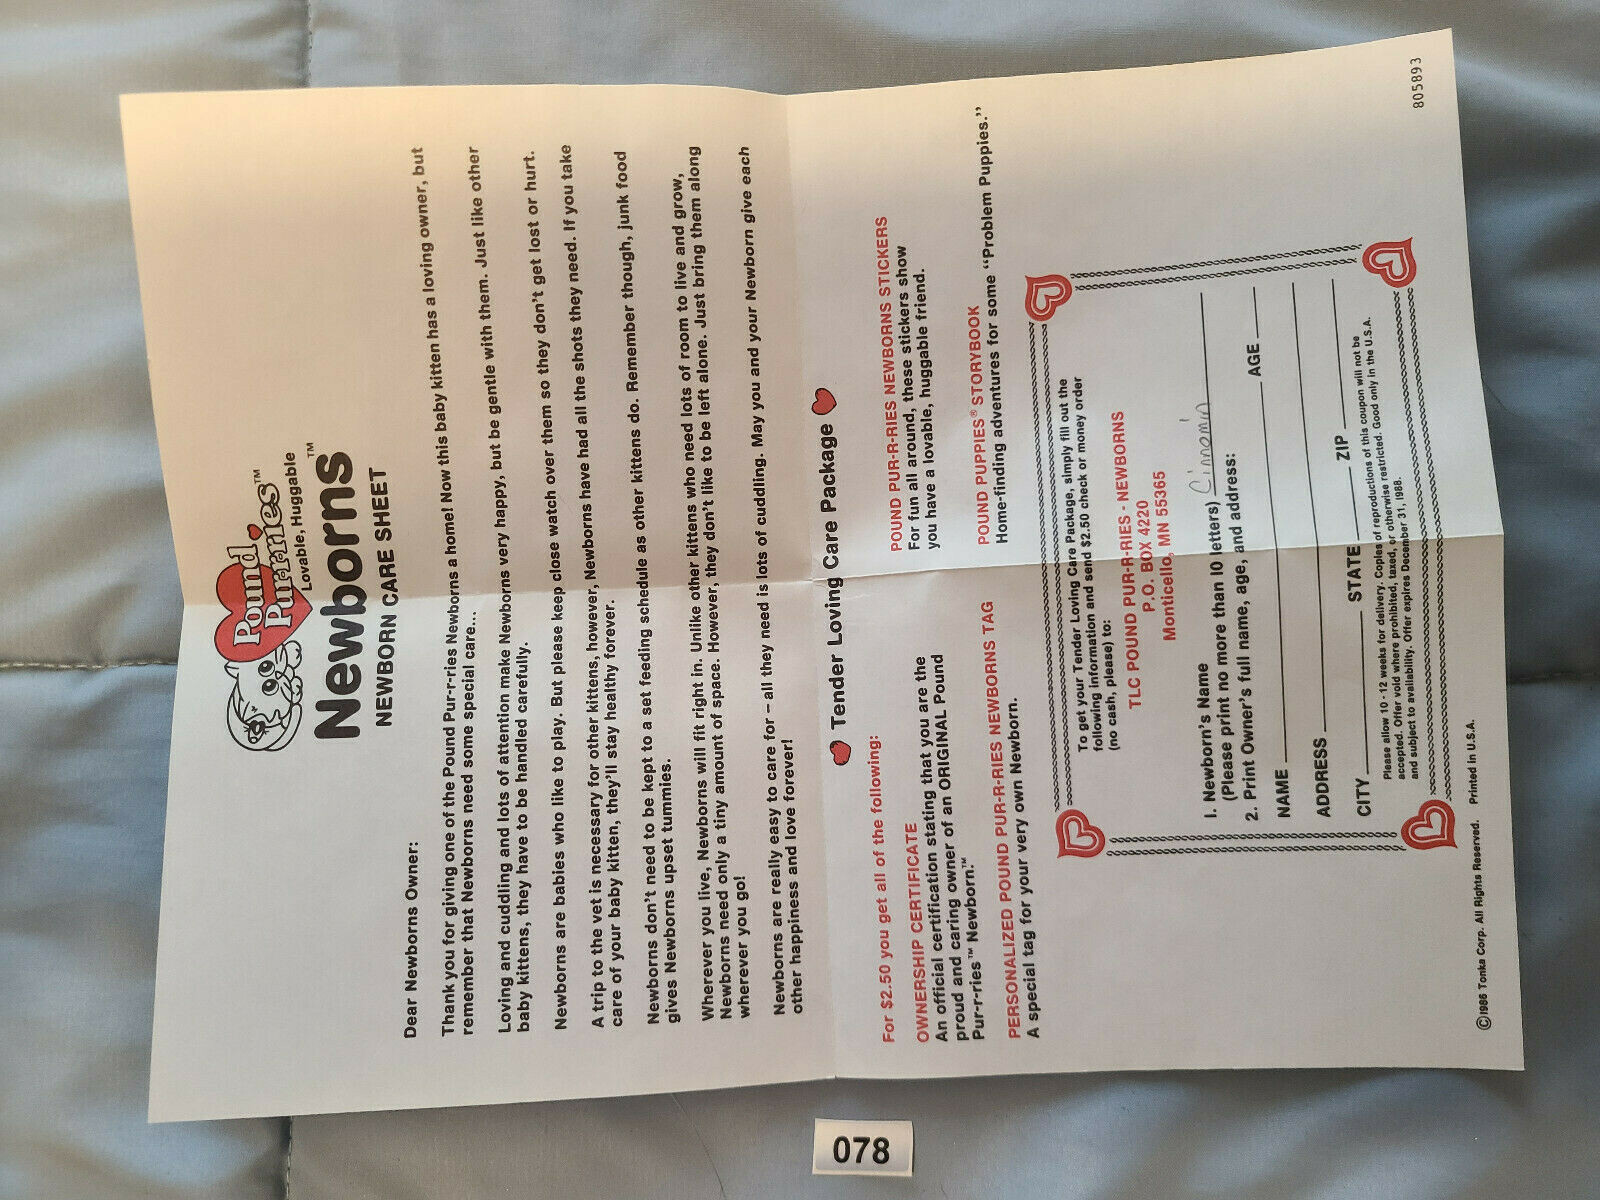 Pound Pur-r-ries™
Lovable, Huggable
Newborns™
NEWBORN CARE SHEET
Dear Newborns Owner:
Thank you for giving one of the Pound Pur-r-ries Newborns a home! Now this baby kitten has a loving owner, but
remember that Newborns need some special care...
Loving and cuddling and lots of attention make Newborns very happy, but be gentle with them. Just like other
baby kittens, they have to be handled carefully.
Newborns are babies who like to play. But please keep close watch over them so they don't get lost or hurt.
A trip to the vet is necessary for other kittens, however, Newborns have had all the shots they need. If you take
care of your baby kitten, they'll stay healthy forever.
Newborns don't need to be kept to a set feeding schedule as other kittens do. Remember though, junk food
gives Newborns upset tummies.
Wherever you live, Newborns will fit right in. Unlike other kittens who need lots of room to live and grow,
Newborns need only a tiny amount of space. However, they don't like to be left alone. Just bring them along
wherever you go!
Newborns are really easy to care for – all they need is lots of cuddling. May you and your Newborn give each
other happiness and love forever!
Tender Loving Care Package
For $2.50 you get all of the following:
OWNERSHIP CERTIFICATE
An official certification stating that you are the
proud and caring owner of an ORIGINAL Pound
Pur-r-ries™ Newborn.™
PERSONALIZED POUND PUR-R-RIES NEWBORNS TAG
A special tag for your very own Newborn.
POUND PUR-R-RIES NEWBORNS STICKERS
For fun all around, these stickers show
you have a lovable, huggable friend.
POUND PUPPIES® STORYBOOK
Home-finding adventures for some "Problem Puppies."
To get your Tender Loving Care Package, simply fill out the
following information and send $2.50 check or money order
(no cash, please) to:
TLC POUND PUR-R-RIES - NEWBORNS
P.O. BOX 4220
Monticello, MN 55365
1. Newborn's Name
(Please print no more than 10 letters) Cinnomin
2. Print Owner's full name, age, and address:
NAME AGE
ADDRESS
CITY STATE ZIP
Please allow 10 - 12 weeks for delivery. Copies of reproductions of this coupon will not be
accepted. Offer void where prohibited, taxed, or otherwise restricted. Good only in the U.S.A.
and subject to availability. Offer expires December 31, 1988.
©1986 Tonka Corp. All Rights Reserved. Printed in U.S.A.
805893
078